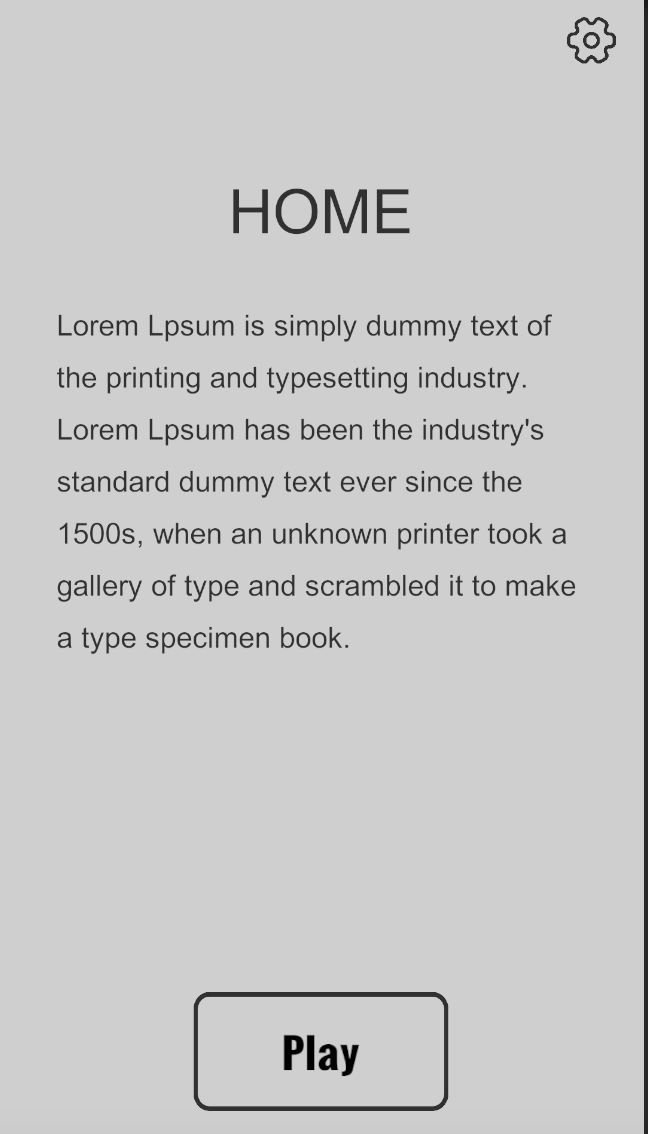 HOME
Lorem Lpsum is simply dummy text of
the printing and typesetting industry.
Lorem Lpsum has been the industry's
standard dummy text ever since the
1500s, when an unknown printer took a
gallery of type and scrambled it to make
a type specimen book.
Play